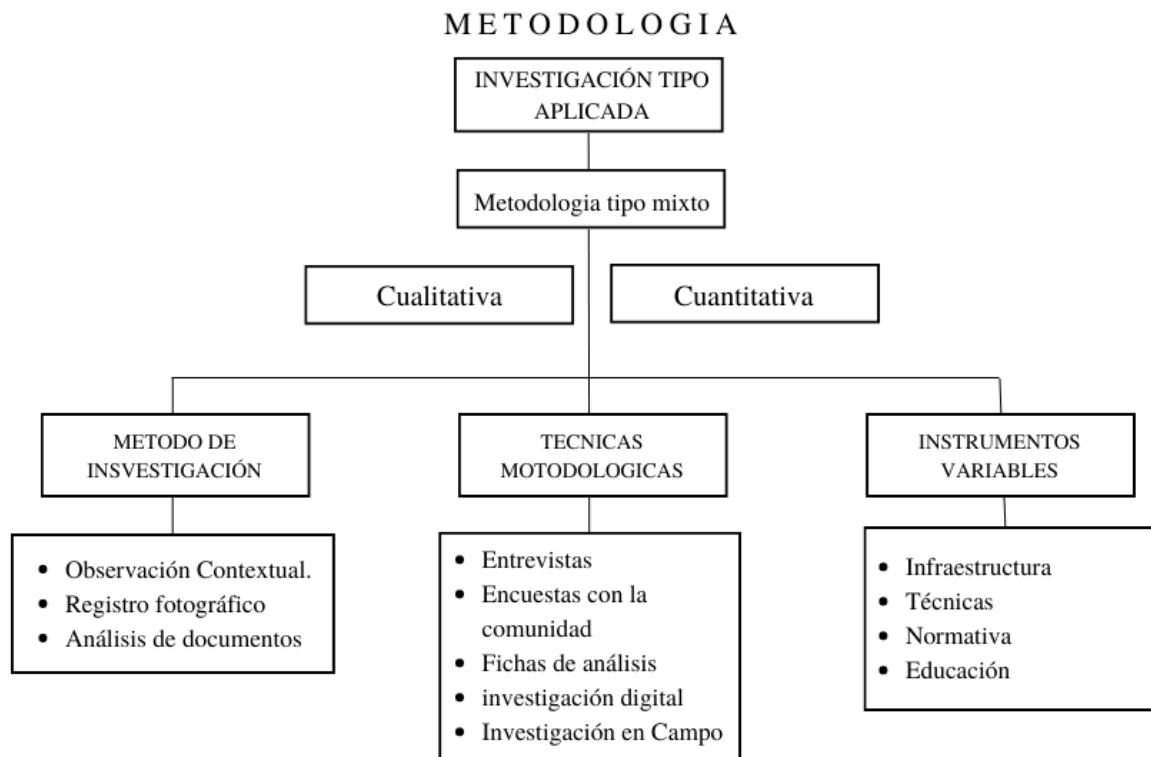 METODOLOGIA
INVESTIGACIÓN TIPO
APLICADA
Metodologia tipo mixto
Cualitativa
Cuantitativa
METODO DE
INSVESTIGACIÓN
• Observación Contextual.
• Registro fotográfico
• Análisis de documentos
TECNICAS
MOTODOLOGICAS
• Entrevistas
• Encuestas con la
comunidad
• Fichas de análisis
• investigación digital
• Investigación en Campo
INSTRUMENTOS
VARIABLES
• Infraestructura
• Técnicas
• Normativa
• Educación